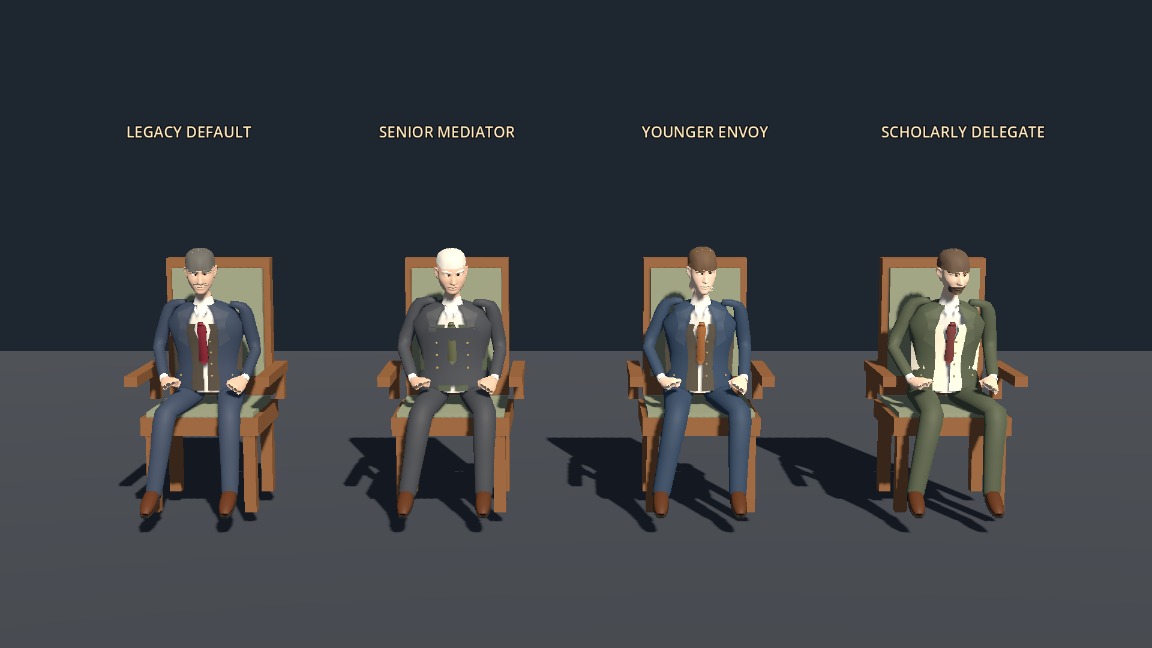 LEGACY DEFAULT
SENIOR MEDIATOR
YOUNGER ENVOY
SCHOLARLY DELEGATE